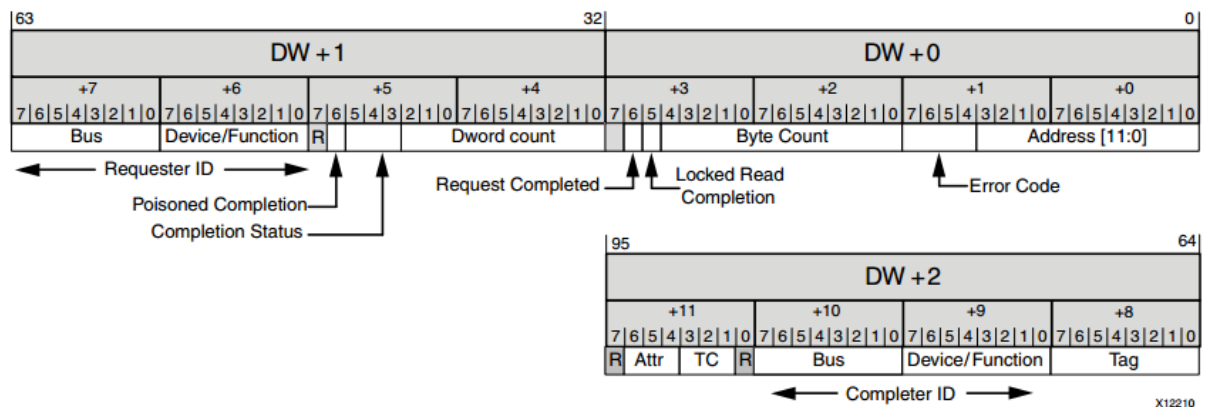 63 32 0
DW +1 DW +0
+7 +6 +5 +4 +3 +2 +1 +0
7 6 5 4 3 2 1 0 7 6 5 4 3 2 1 0 7 6 5 4 3 2 1 0 7 6 5 4 3 2 1 0 7 6 5 4 3 2 1 0 7 6 5 4 3 2 1 0 7 6 5 4 3 2 1 0 7 6 5 4 3 2 1 0
Bus Device/Function R Dword count Byte Count Address [11:0]
Requester ID
Request Completed
Locked Read
Completion
Error Code
Poisoned Completion
Completion Status
95 64
DW +2
+11 +10 +9 +8
7 6 5 4 3 2 1 0 7 6 5 4 3 2 1 0 7 6 5 4 3 2 1 0 7 6 5 4 3 2 1 0
R Attr TC R Bus Device/Function Tag
Completer ID
X12210